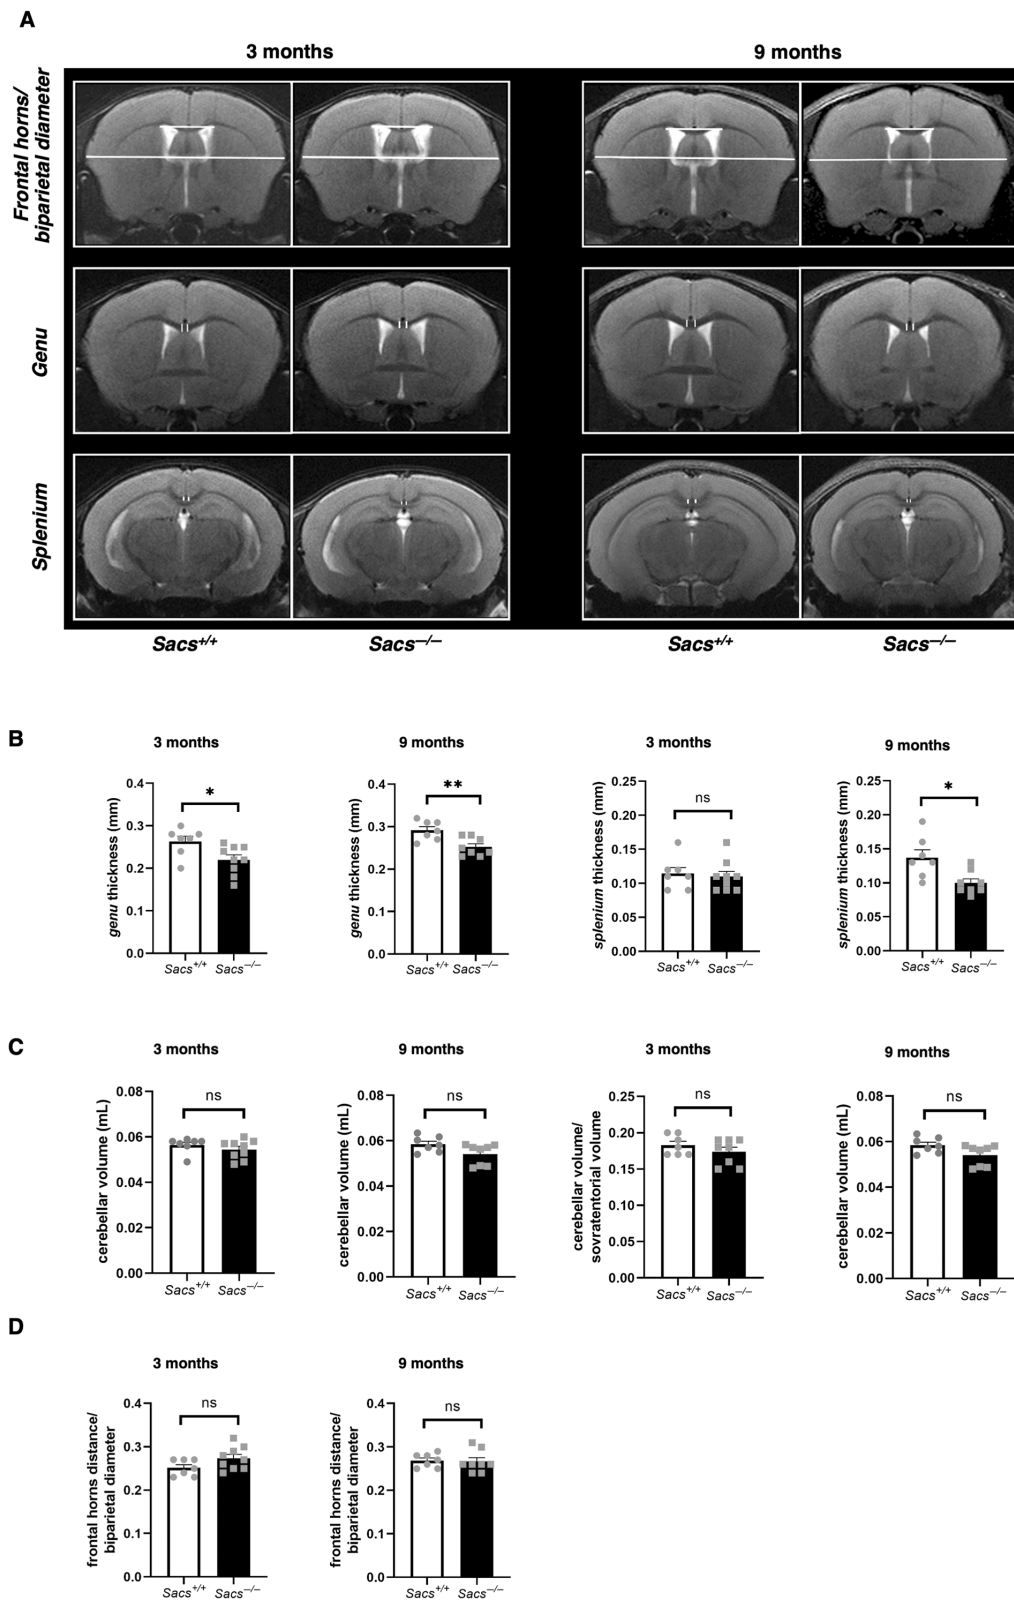 A
3 months 9 months
Frontal horns/
biparietal diameter
Genu
Splenium
Sacs+/+ Sacs–/– Sacs+/+ Sacs–/–
B
3 months 9 months 3 months 9 months
genu thickness (mm)
0.4
0.3
0.2
0.1
0.0
*
Sacs+/+ Sacs–/–
genu thickness (mm)
0.4
0.3
0.2
0.1
0.0
**
Sacs+/+ Sacs–/–
splenium thickness (mm)
0.25
0.20
0.15
0.10
0.05
0.00
ns
Sacs+/+ Sacs–/–
splenium thickness (mm)
0.25
0.20
0.15
0.10
0.05
0.00
*
Sacs+/+ Sacs–/–
C
3 months 9 months 3 months 9 months
cerebellar volume (mL)
0.08
0.06
0.04
0.02
0.00
ns
Sacs+/+ Sacs–/–
cerebellar volume (mL)
0.08
0.06
0.04
0.02
0.00
ns
Sacs+/+ Sacs–/–
cerebellar volume/
sovratentorial volume
0.25
0.20
0.15
0.10
0.05
0.00
ns
Sacs+/+ Sacs–/–
cerebellar volume (mL)
0.08
0.06
0.04
0.02
0.00
ns
Sacs+/+ Sacs–/–
D
3 months 9 months
frontal horns distance/
biparietal diameter
0.4
0.3
0.2
0.1
0.0
ns
Sacs+/+ Sacs–/–
frontal horns distance/
biparietal diameter
0.4
0.3
0.2
0.1
0.0
ns
Sacs+/+ Sacs–/–